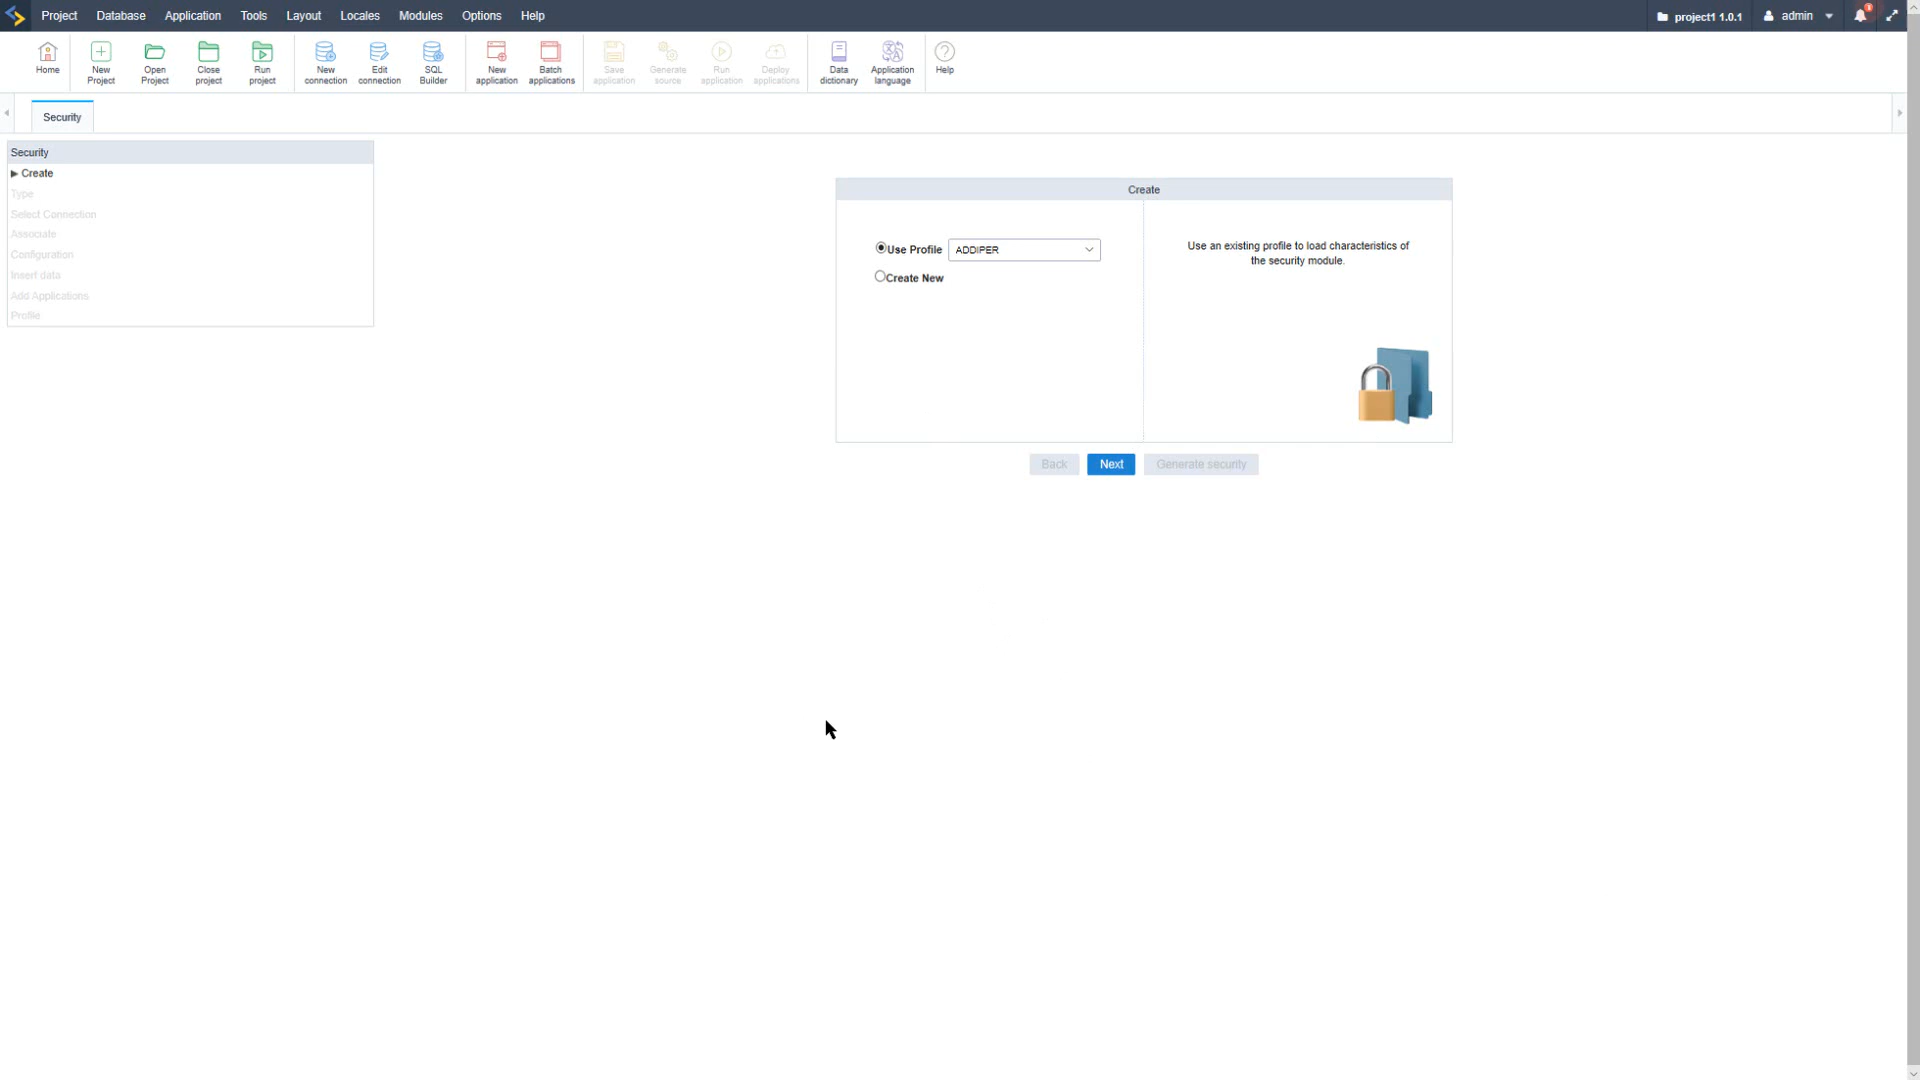 Project Database Application Tools Layout Locales Modules Options Help
project1 1.0.1 admin
3
Home
New Project
Open Project
Close project
Run project
New connection
Edit connection
SQL Builder
New application
Batch applications
Save application
Generate source
Run application
Deploy applications
Data dictionary
Application language
Help
Security
Security
Create
Type
Select Connection
Associate
Configuration
Insert data
Add Applications
Profile
Create
Use Profile ADDIPER
Create New
Use an existing profile to load characteristics of
the security module.
Back Next Generate security